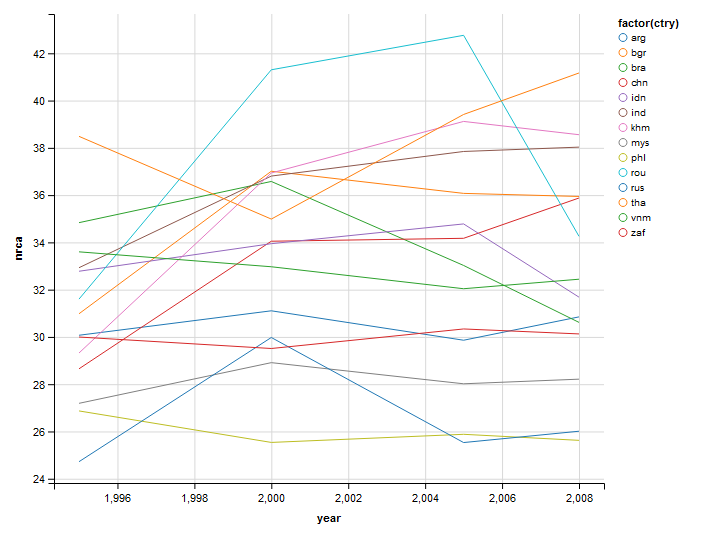 factor(ctry)
arg
bgr
bra
chn
idn
ind
khm
mys
phl
rou
rus
tha
vnm
zaf
nrca
42
40
38
36
34
32
30
28
26
24
1,996 1,998 2,000 2,002 2,004 2,006 2,008
year